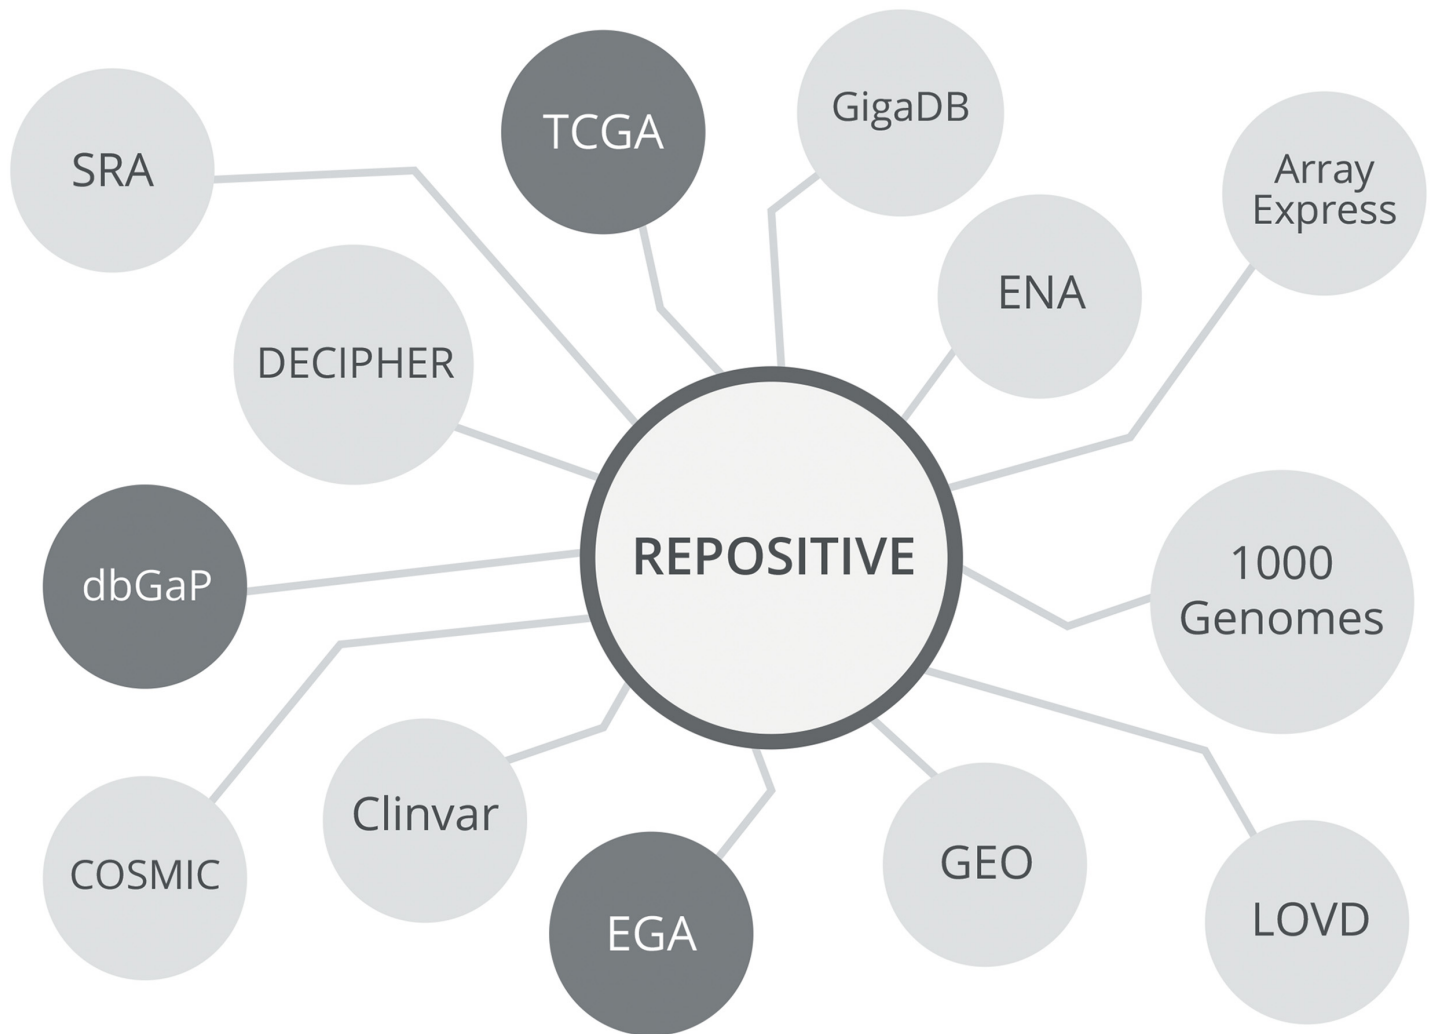 TCGA
GigaDB
SRA
Array
Express
ENA
DECIPHER
REPOSITIVE
dbGaP
1000
Genomes
Clinvar
COSMIC
GEO
EGA
LOVD